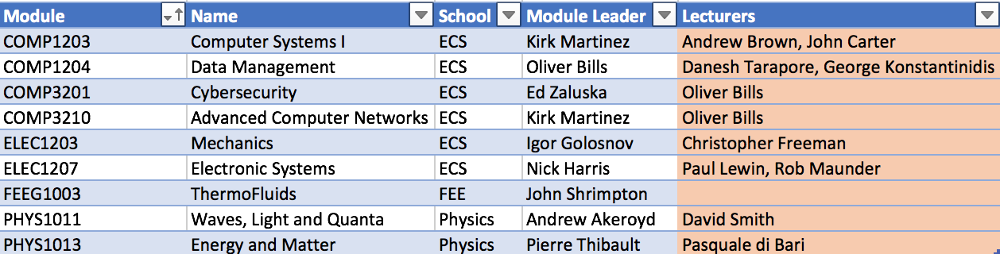 Module Name School Module Leader Lecturers
COMP1203 Computer Systems I ECS Kirk Martinez Andrew Brown, John Carter
COMP1204 Data Management ECS Oliver Bills Danesh Tarapore, George Konstantinidis
COMP3201 Cybersecurity ECS Ed Zaluska Oliver Bills
COMP3210 Advanced Computer Networks ECS Kirk Martinez Oliver Bills
ELEC1203 Mechanics ECS Igor Golosnov Christopher Freeman
ELEC1207 Electronic Systems ECS Nick Harris Paul Lewin, Rob Maunder
FEEG1003 ThermoFluids FEE John Shrimpton
PHYS1011 Waves, Light and Quanta Physics Andrew Akeroyd David Smith
PHYS1013 Energy and Matter Physics Pierre Thibault Pasquale di Bari